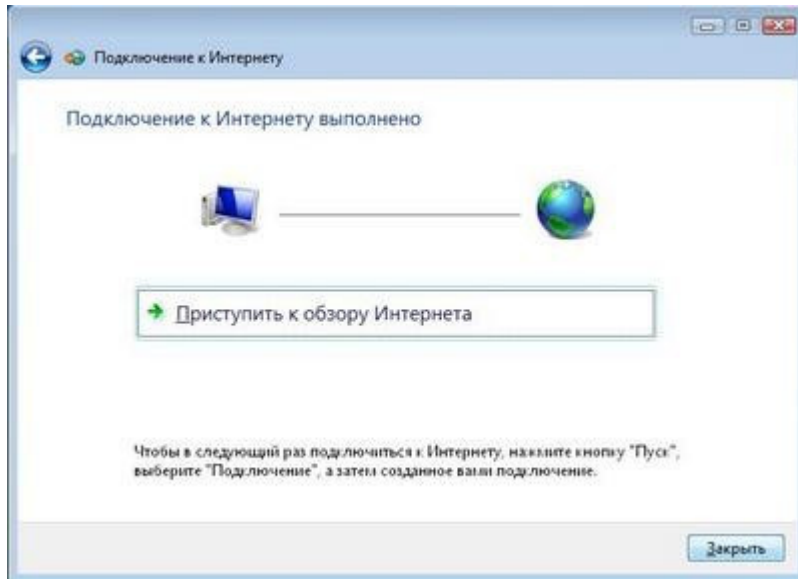 Подключение к Интернету
Подключение к Интернету выполнено
Приступить к обзору Интернета
Чтобы в следующий раз подключиться к Интернету, нажмите кнопку "Пуск",
выберите "Подключение", а затем созданное вами подключение.
Закрыть